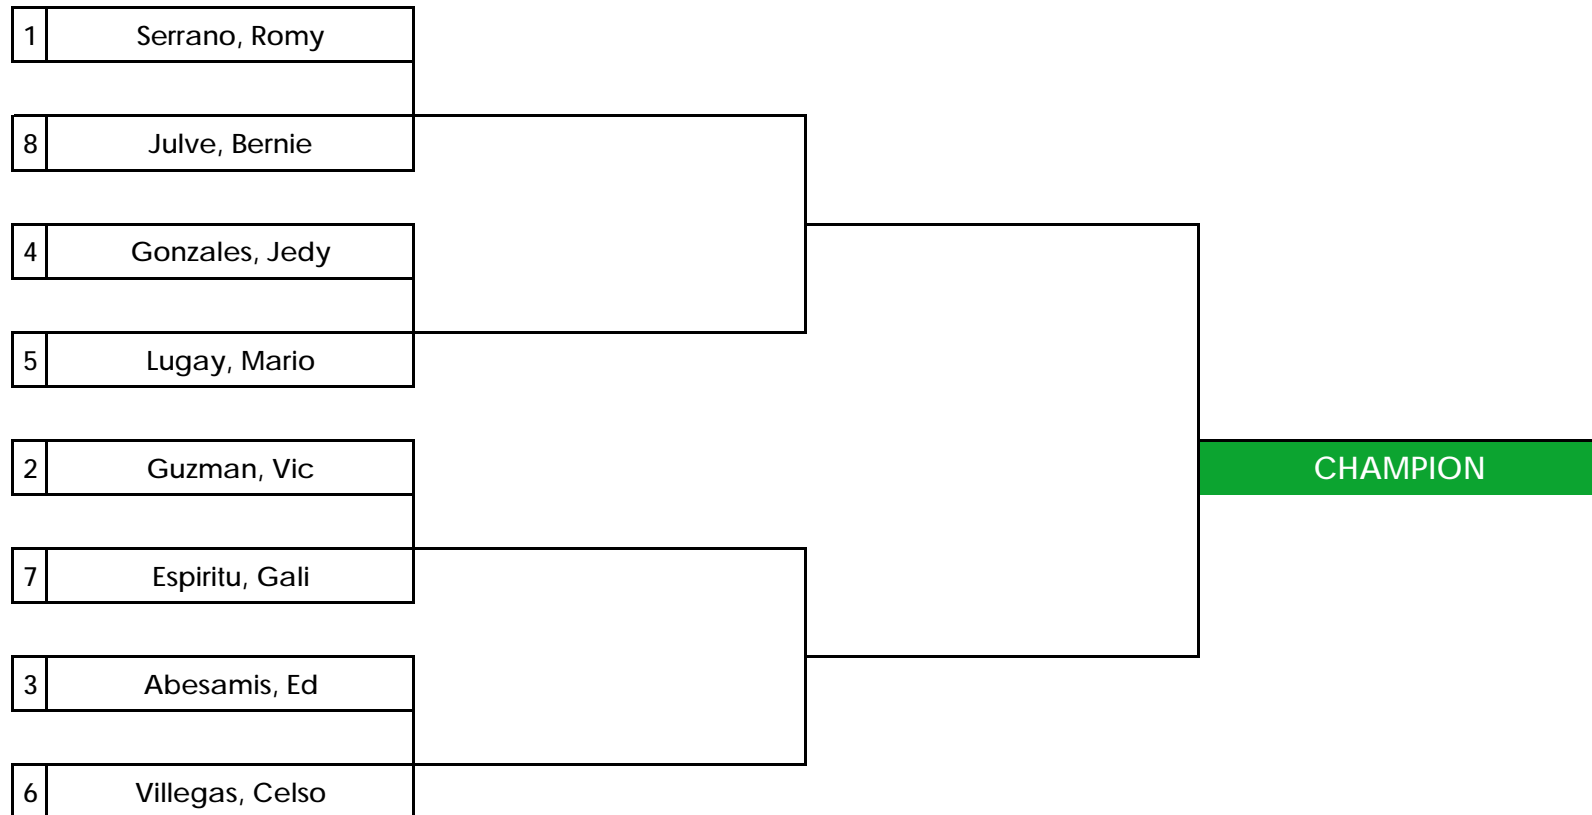 1 Serrano, Romy
8 Julve, Bernie
4 Gonzales, Jedy
5 Lugay, Mario
2 Guzman, Vic
CHAMPION
7 Espiritu, Gali
3 Abesamis, Ed
6 Villegas, Celso